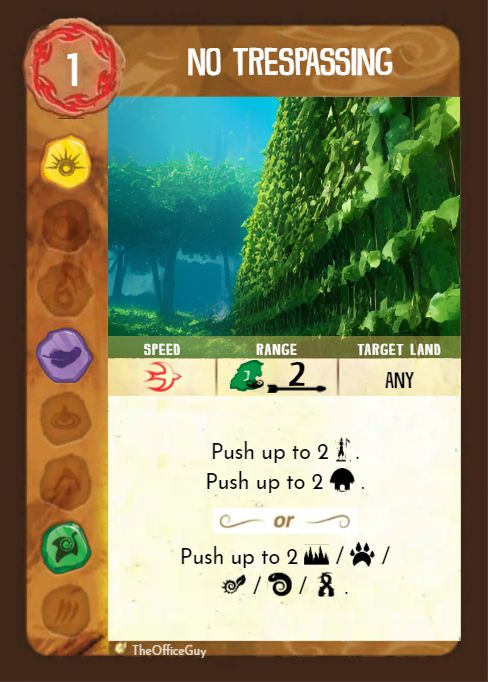 1
NO TRESPASSING
SPEED RANGE TARGET LAND
2 ANY
Push up to 2 .
Push up to 2 .
or
Push up to 2 / /
/ / .
TheOfficeGuy